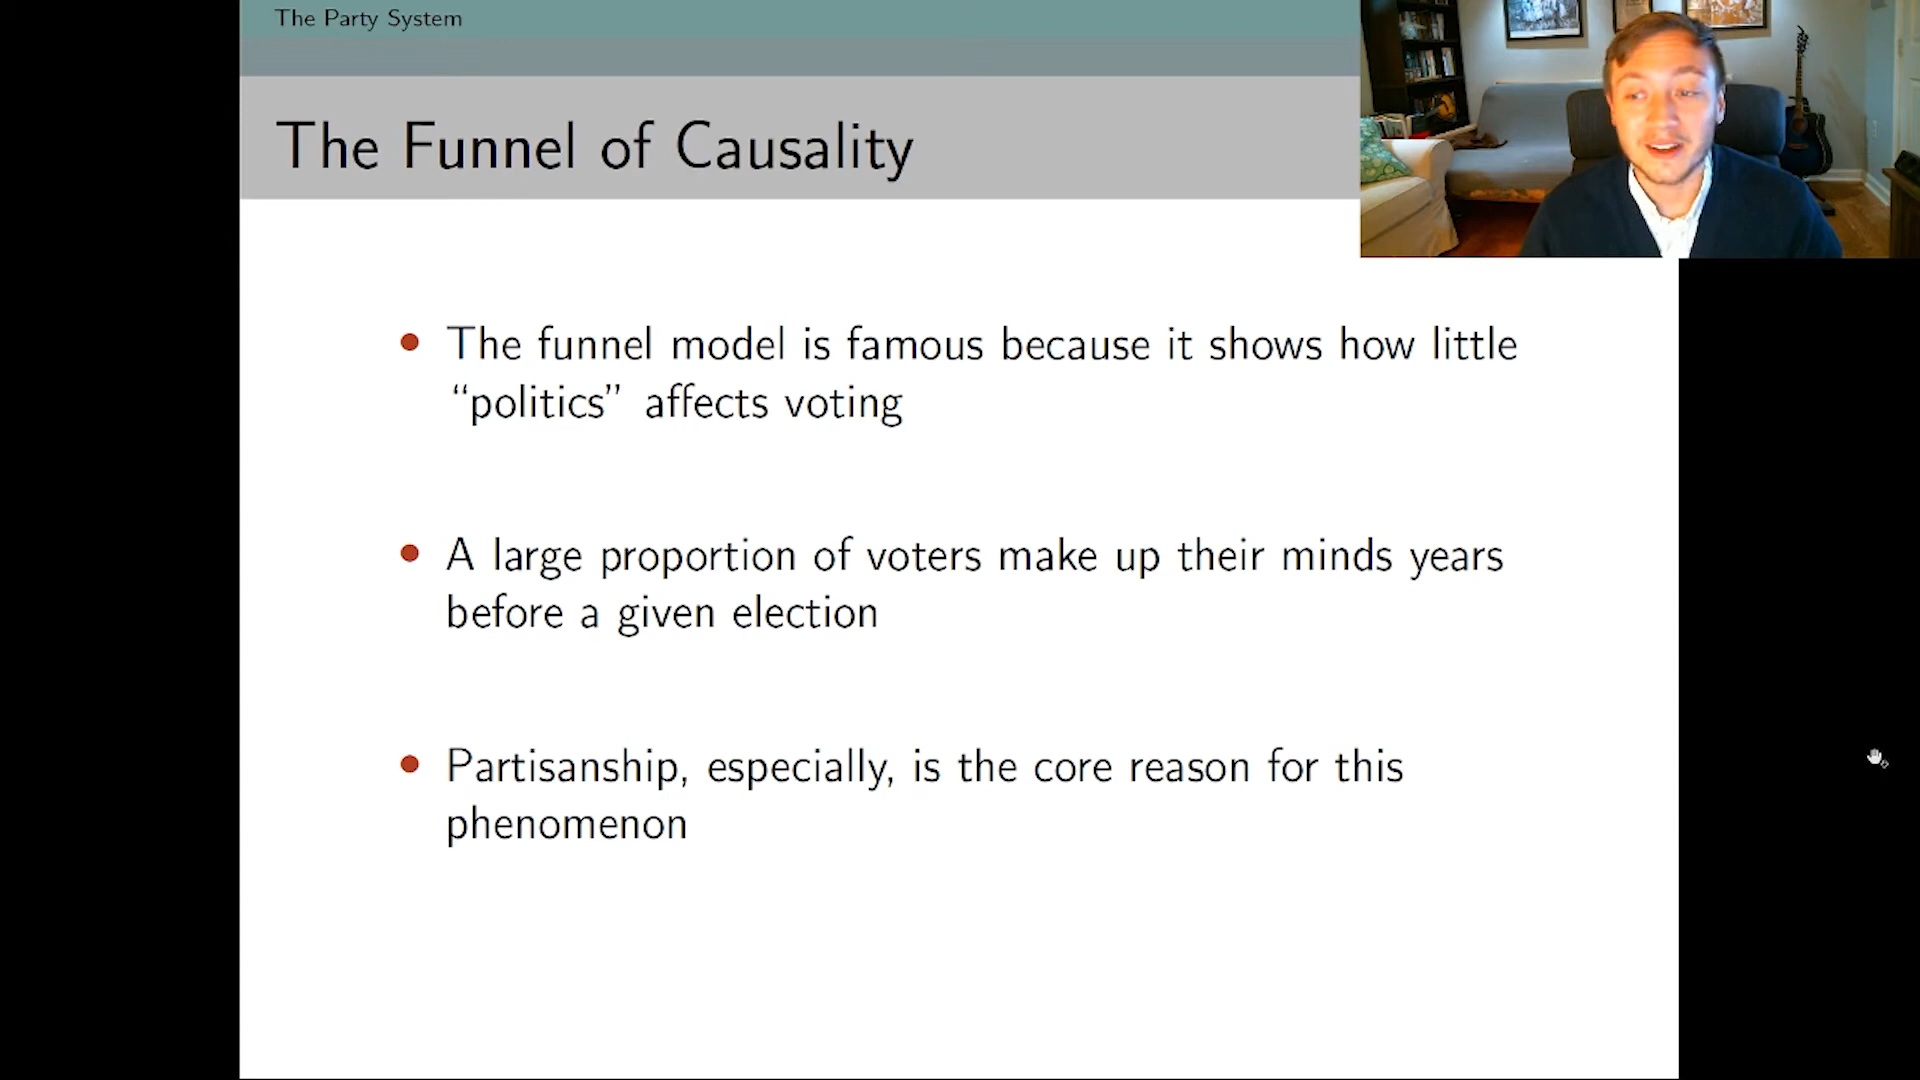 The Party System
The Funnel of Causality
• The funnel model is famous because it shows how little
“politics” affects voting
• A large proportion of voters make up their minds years
before a given election
• Partisanship, especially, is the core reason for this
phenomenon